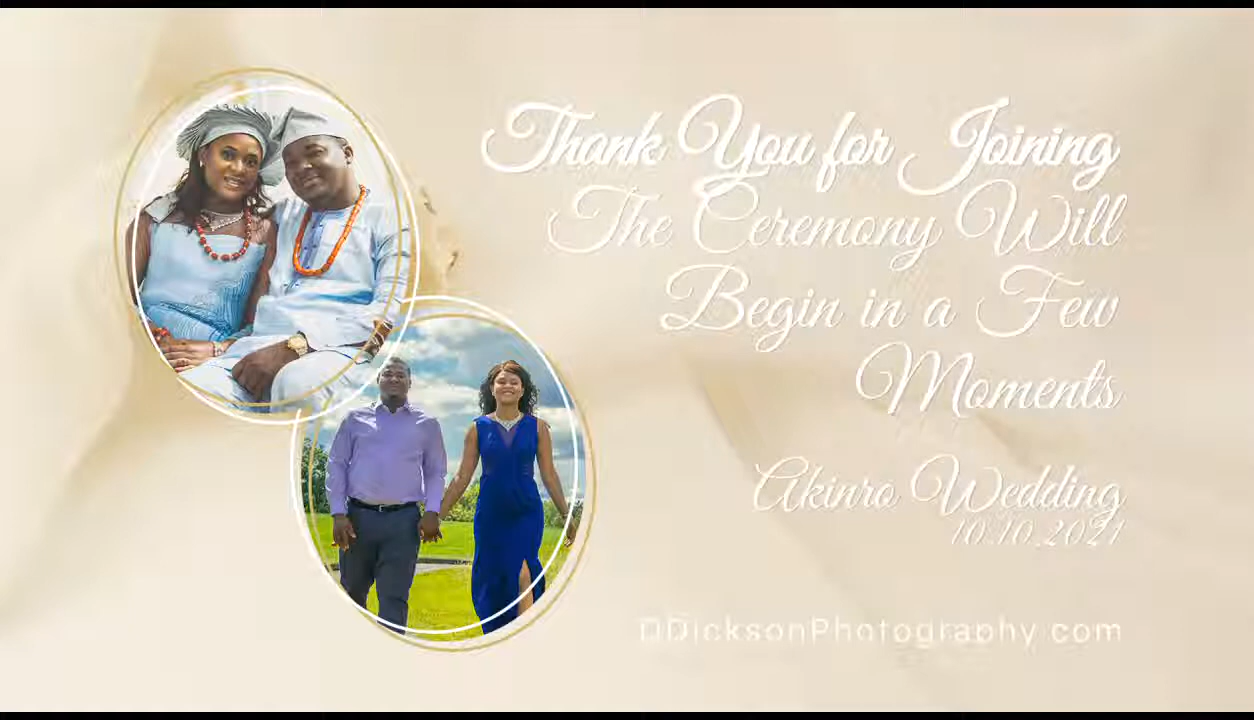 Thank You for Joining
The Ceremony Will
Begin in a Few
Moments
Akinro Wedding
10.10.2021
DDicksonPhotography.com